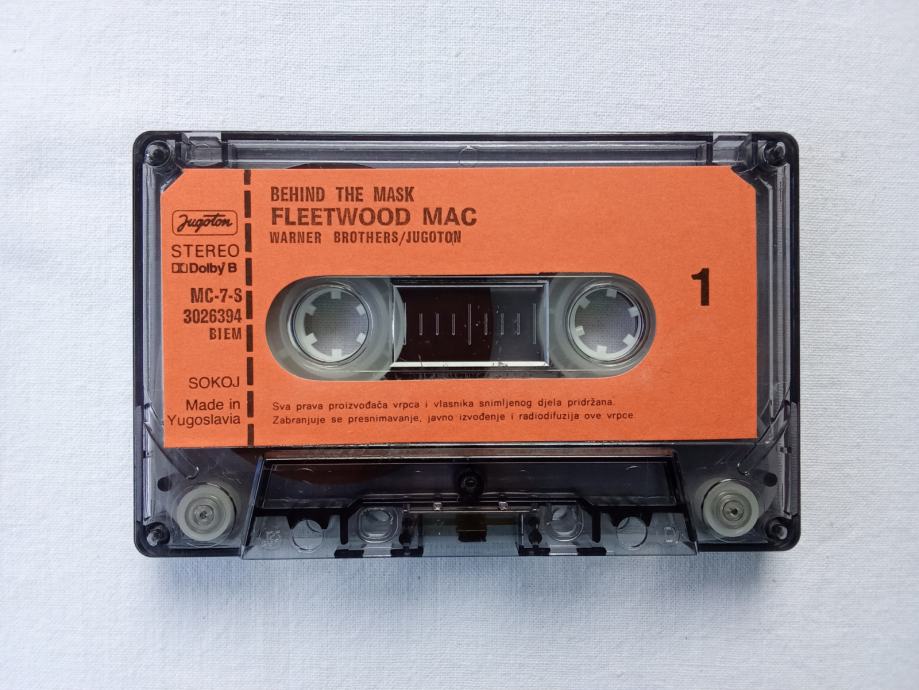 Jugoton
STEREO
Dolby B
MC-7-S
3026394
BIEM
SOKOJ
Made in
Yugoslavia
BEHIND THE MASK
FLEETWOOD MAC
WARNER BROTHERS/JUGOTON
1
Sva prava proizvođača vrpca i vlasnika snimljenog djela pridržana.
Zabranjuje se presnimavanje, javno izvođenje i radiodifuzija ove vrpce.